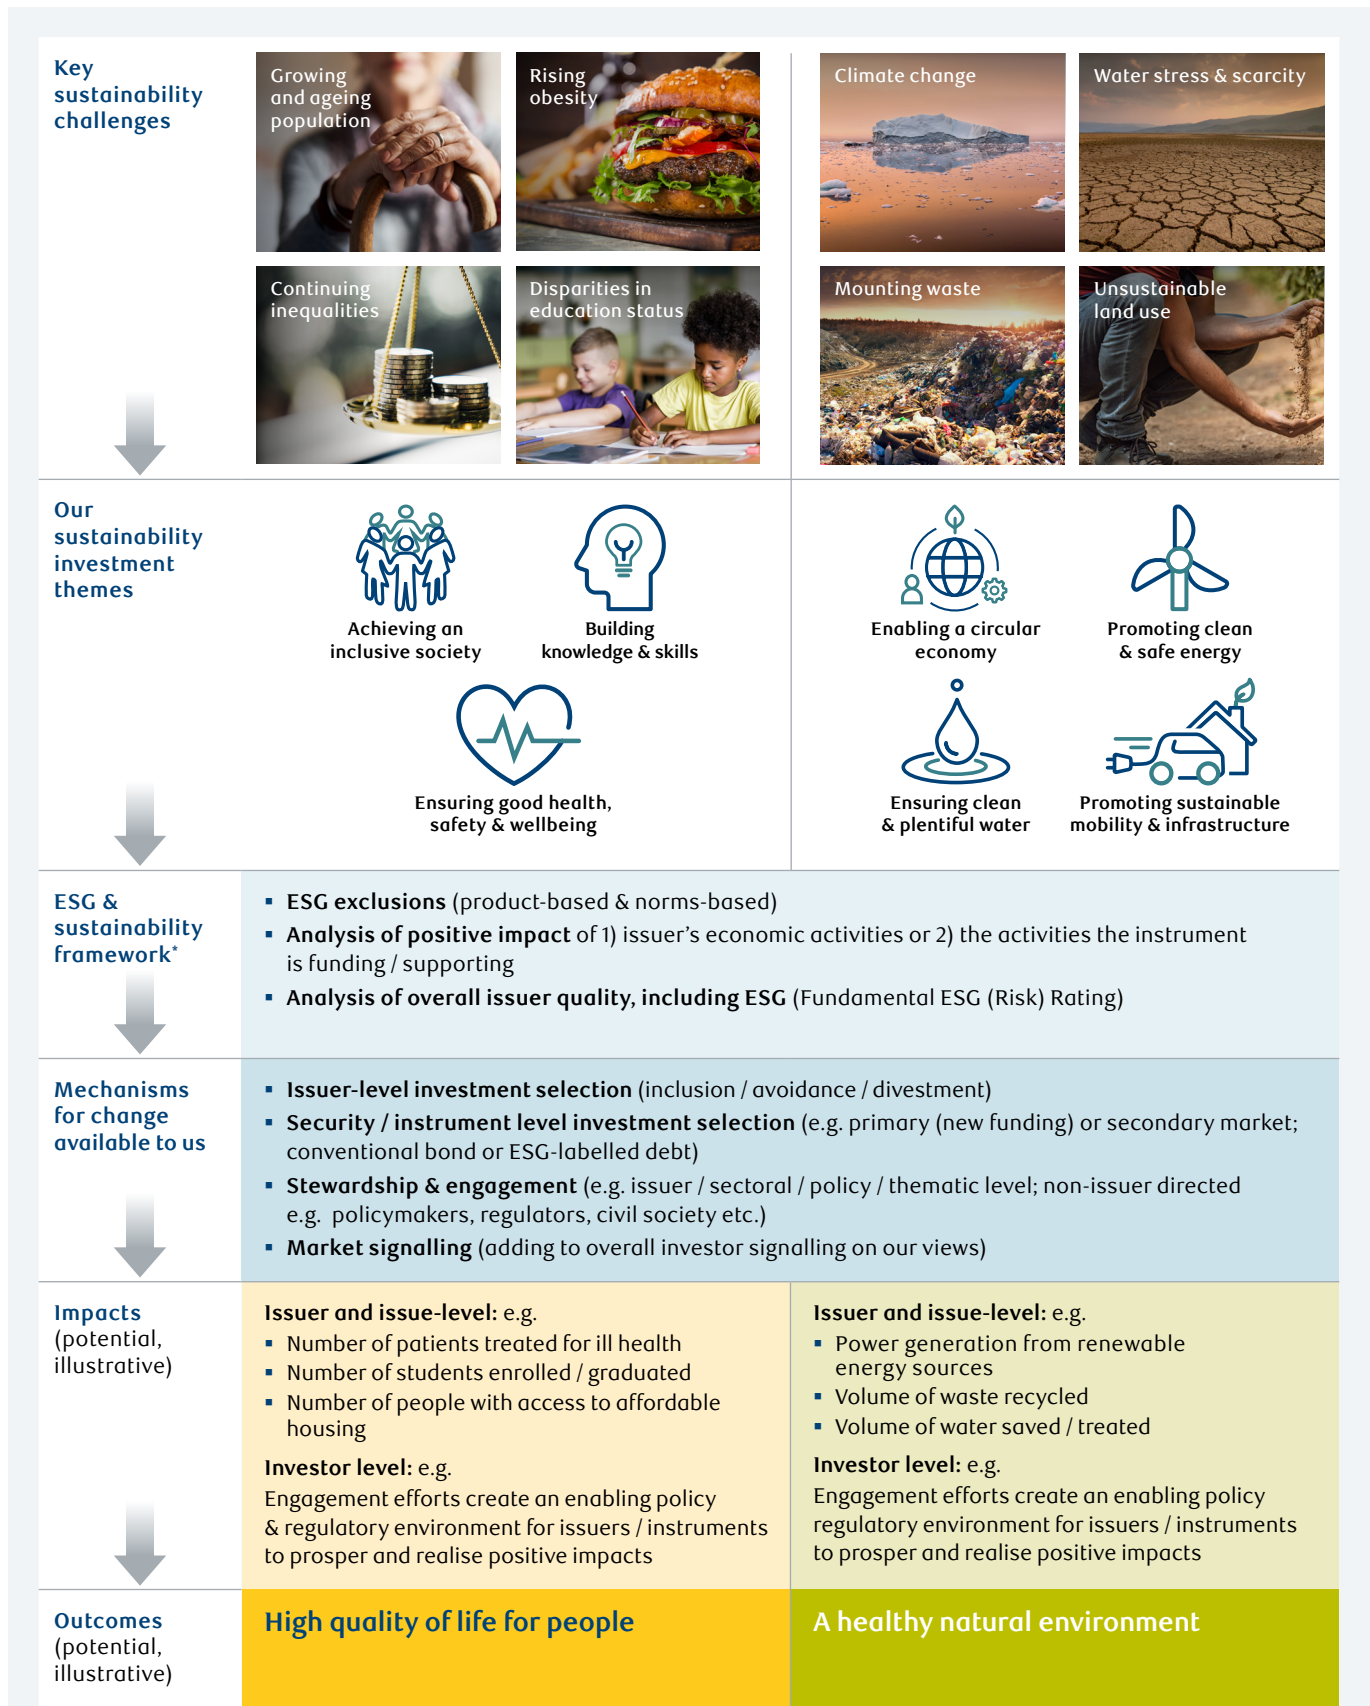 Key
sustainability
challenges
Growing
and ageing
population
Rising
obesity
Climate change
Water stress & scarcity
Continuing
inequalities
Disparities in
education status
Mounting waste
Unsustainable
land use
Our
sustainability
investment
themes
Achieving an
inclusive society
Building
knowledge & skills
Enabling a circular
economy
Promoting clean
& safe energy
Ensuring good health,
safety & wellbeing
Ensuring clean
& plentiful water
Promoting sustainable
mobility & infrastructure
ESG &
sustainability
framework*
▪ ESG exclusions (product-based & norms-based)
▪ Analysis of positive impact of 1) issuer’s economic activities or 2) the activities the instrument
is funding / supporting
▪ Analysis of overall issuer quality, including ESG (Fundamental ESG (Risk) Rating)
Mechanisms
for change
available to us
▪ Issuer-level investment selection (inclusion / avoidance / divestment)
▪ Security / instrument level investment selection (e.g. primary (new funding) or secondary market;
conventional bond or ESG-labelled debt)
▪ Stewardship & engagement (e.g. issuer / sectoral / policy / thematic level; non-issuer directed
e.g. policymakers, regulators, civil society etc.)
▪ Market signalling (adding to overall investor signalling on our views)
Impacts
(potential,
illustrative)
Issuer and issue-level: e.g.
▪ Number of patients treated for ill health
▪ Number of students enrolled / graduated
▪ Number of people with access to affordable
housing
Investor level: e.g.
Engagement efforts create an enabling policy
& regulatory environment for issuers / instruments
to prosper and realise positive impacts
Issuer and issue-level: e.g.
▪ Power generation from renewable
energy sources
▪ Volume of waste recycled
▪ Volume of water saved / treated
Investor level: e.g.
Engagement efforts create an enabling policy
regulatory environment for issuers / instruments
to prosper and realise positive impacts
Outcomes
(potential,
illustrative)
High quality of life for people
A healthy natural environment